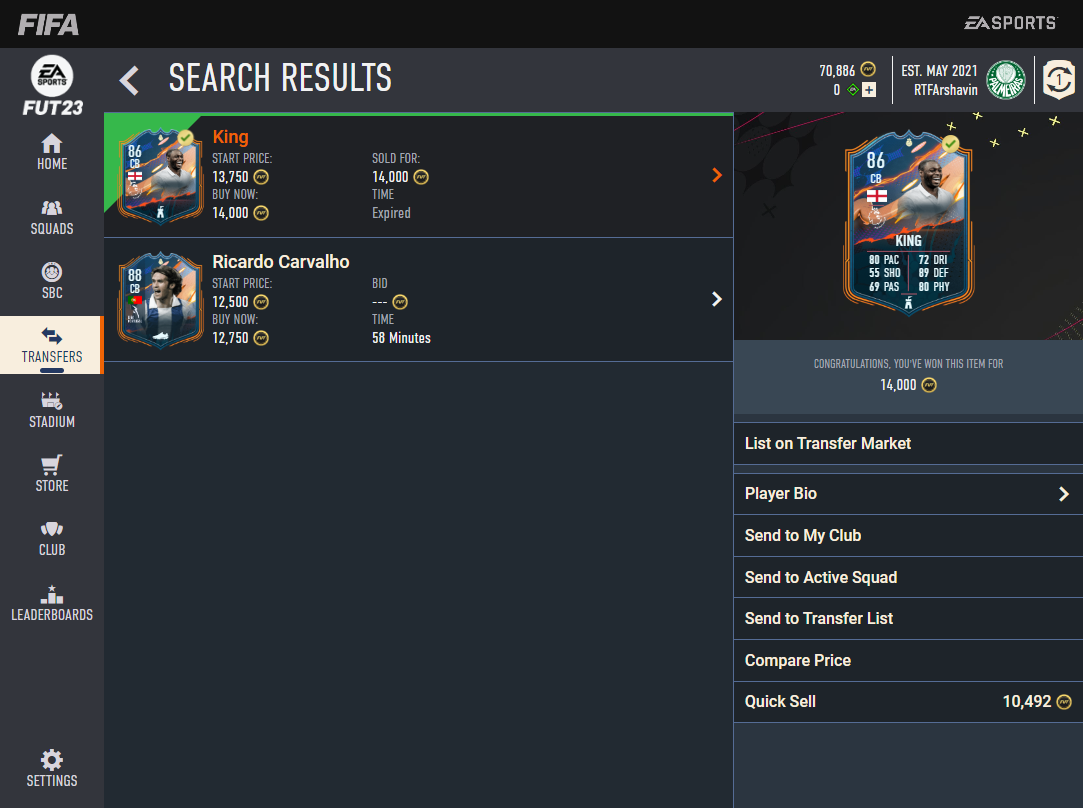 FIFA
EA SPORTS
EA SPORTS
FUT23
SEARCH RESULTS
70,886
0
EST. MAY 2021
RTFArshavin
PALMEIRAS
1
HOME
SQUADS
SBC
TRANSFERS
STADIUM
STORE
CLUB
LEADERBOARDS
SETTINGS
86
CB
King
START PRICE:
13,750
BUY NOW:
14,000
SOLD FOR:
14,000
TIME
Expired
88
CB
Ricardo Carvalho
START PRICE:
12,500
BUY NOW:
12,750
BID
---
TIME
58 Minutes
86
CB
KING
80 PAC 72 DRI
55 SHO 89 DEF
69 PAS 80 PHY
CONGRATULATIONS, YOU'VE WON THIS ITEM FOR
14,000
List on Transfer Market
Player Bio
Send to My Club
Send to Active Squad
Send to Transfer List
Compare Price
Quick Sell 10,492